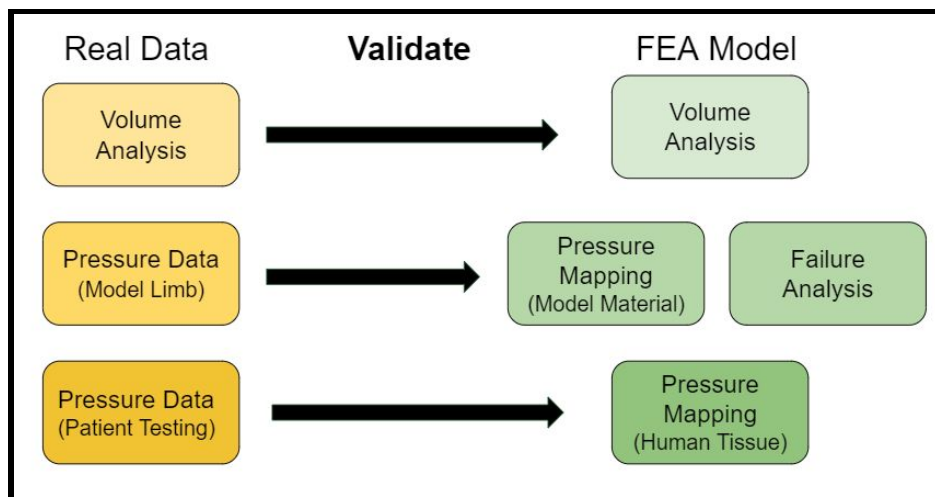 Real Data
Validate
FEA Model
Volume
Analysis
Volume
Analysis
Pressure Data
(Model Limb)
Pressure
Mapping
(Model Material)
Failure
Analysis
Pressure Data
(Patient Testing)
Pressure
Mapping
(Human Tissue)